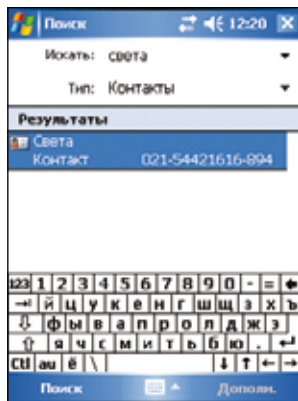 Поиск 12:20
Искать: света
Тип: Контакты
Результаты
Света
Контакт 021-54421616-894
123 1 2 3 4 5 6 7 8 9 0 - =
й ц у к е н г ш щ з х ъ
ф ы в а п р о л д ж э
я ч с м и т ь б ю .
Ctl au ё \
Поиск Дополн.